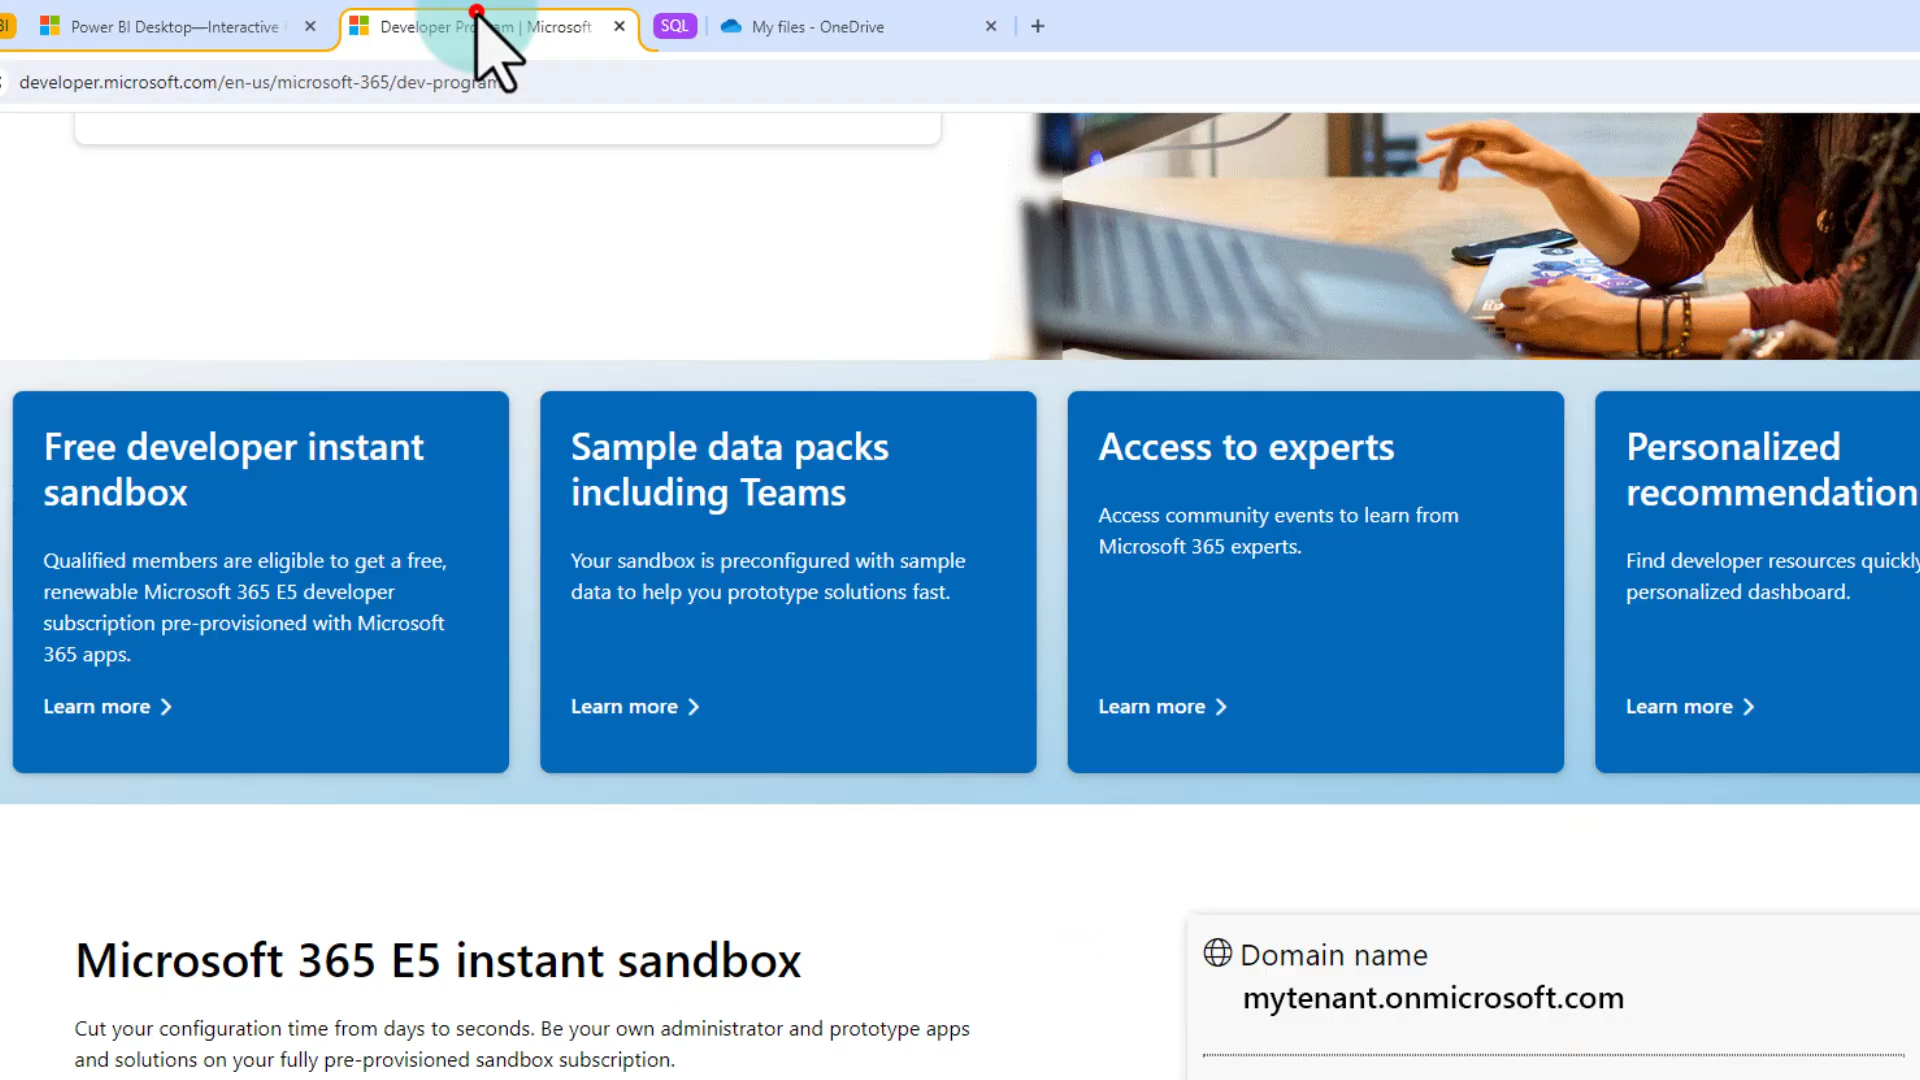 BI
Power BI Desktop—Interactive
Developer Pro m | Microsoft
SQL
My files - OneDrive
developer.microsoft.com/en-us/microsoft-365/dev-program
Free developer instant
sandbox
Qualified members are eligible to get a free,
renewable Microsoft 365 E5 developer
subscription pre-provisioned with Microsoft
365 apps.
Learn more
Sample data packs
including Teams
Your sandbox is preconfigured with sample
data to help you prototype solutions fast.
Learn more
Access to experts
Access community events to learn from
Microsoft 365 experts.
Learn more
Personalized
recommendation
Find developer resources quickly
personalized dashboard.
Learn more
Microsoft 365 E5 instant sandbox
Cut your configuration time from days to seconds. Be your own administrator and prototype apps
and solutions on your fully pre-provisioned sandbox subscription.
Domain name
mytenant.onmicrosoft.com